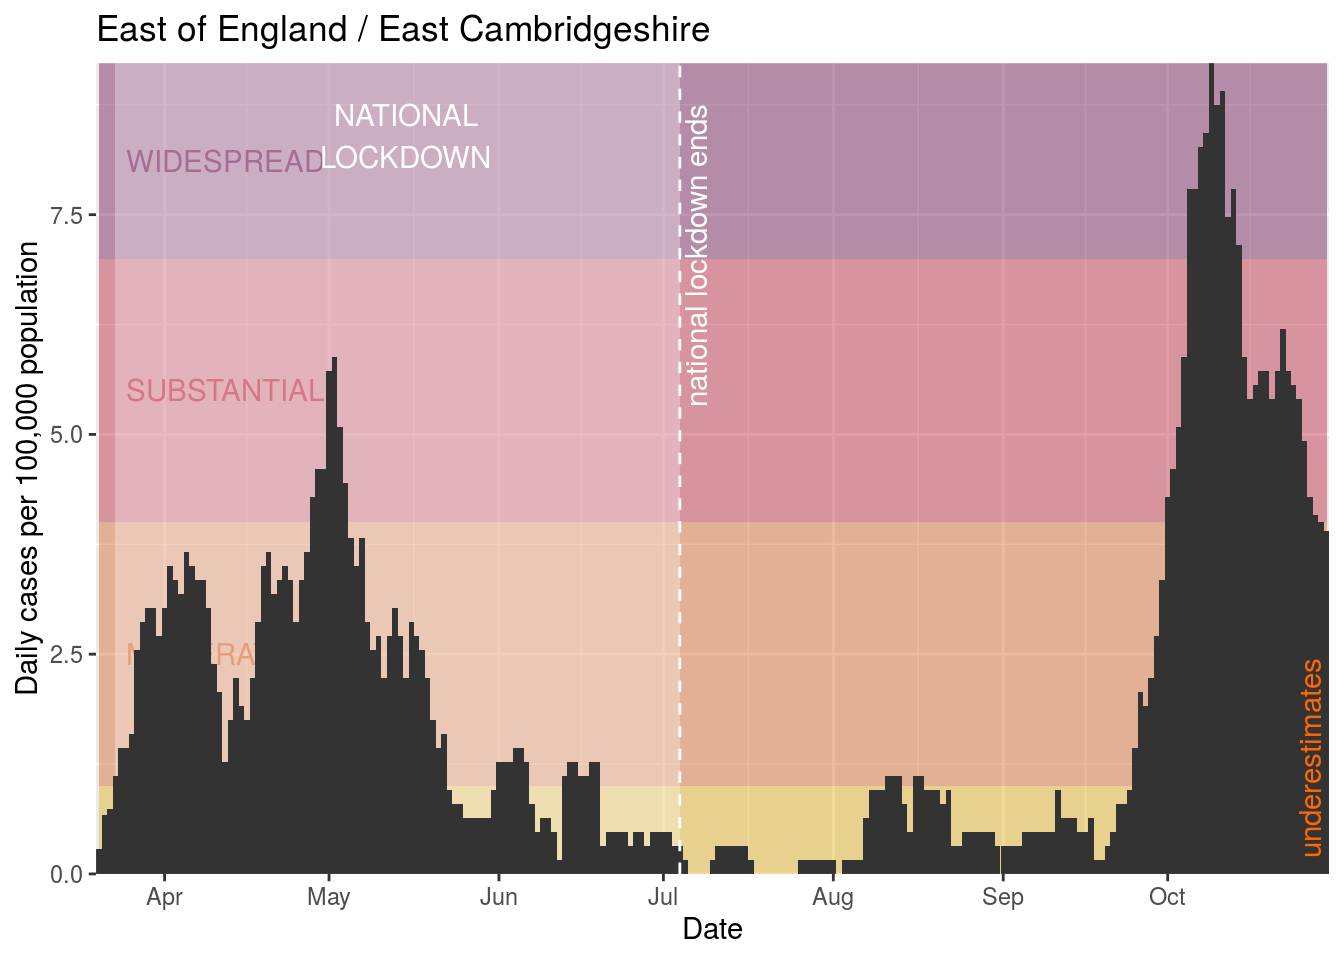 East of England / East Cambridgeshire
NATIONAL
LOCKDOWN
WIDESPREAD
SUBSTANTIAL
national lockdown ends
underestimates
Daily cases per 100,000 population
7.5
5.0
2.5
0.0
Apr
May
Jun
Jul
Aug
Sep
Oct
Date